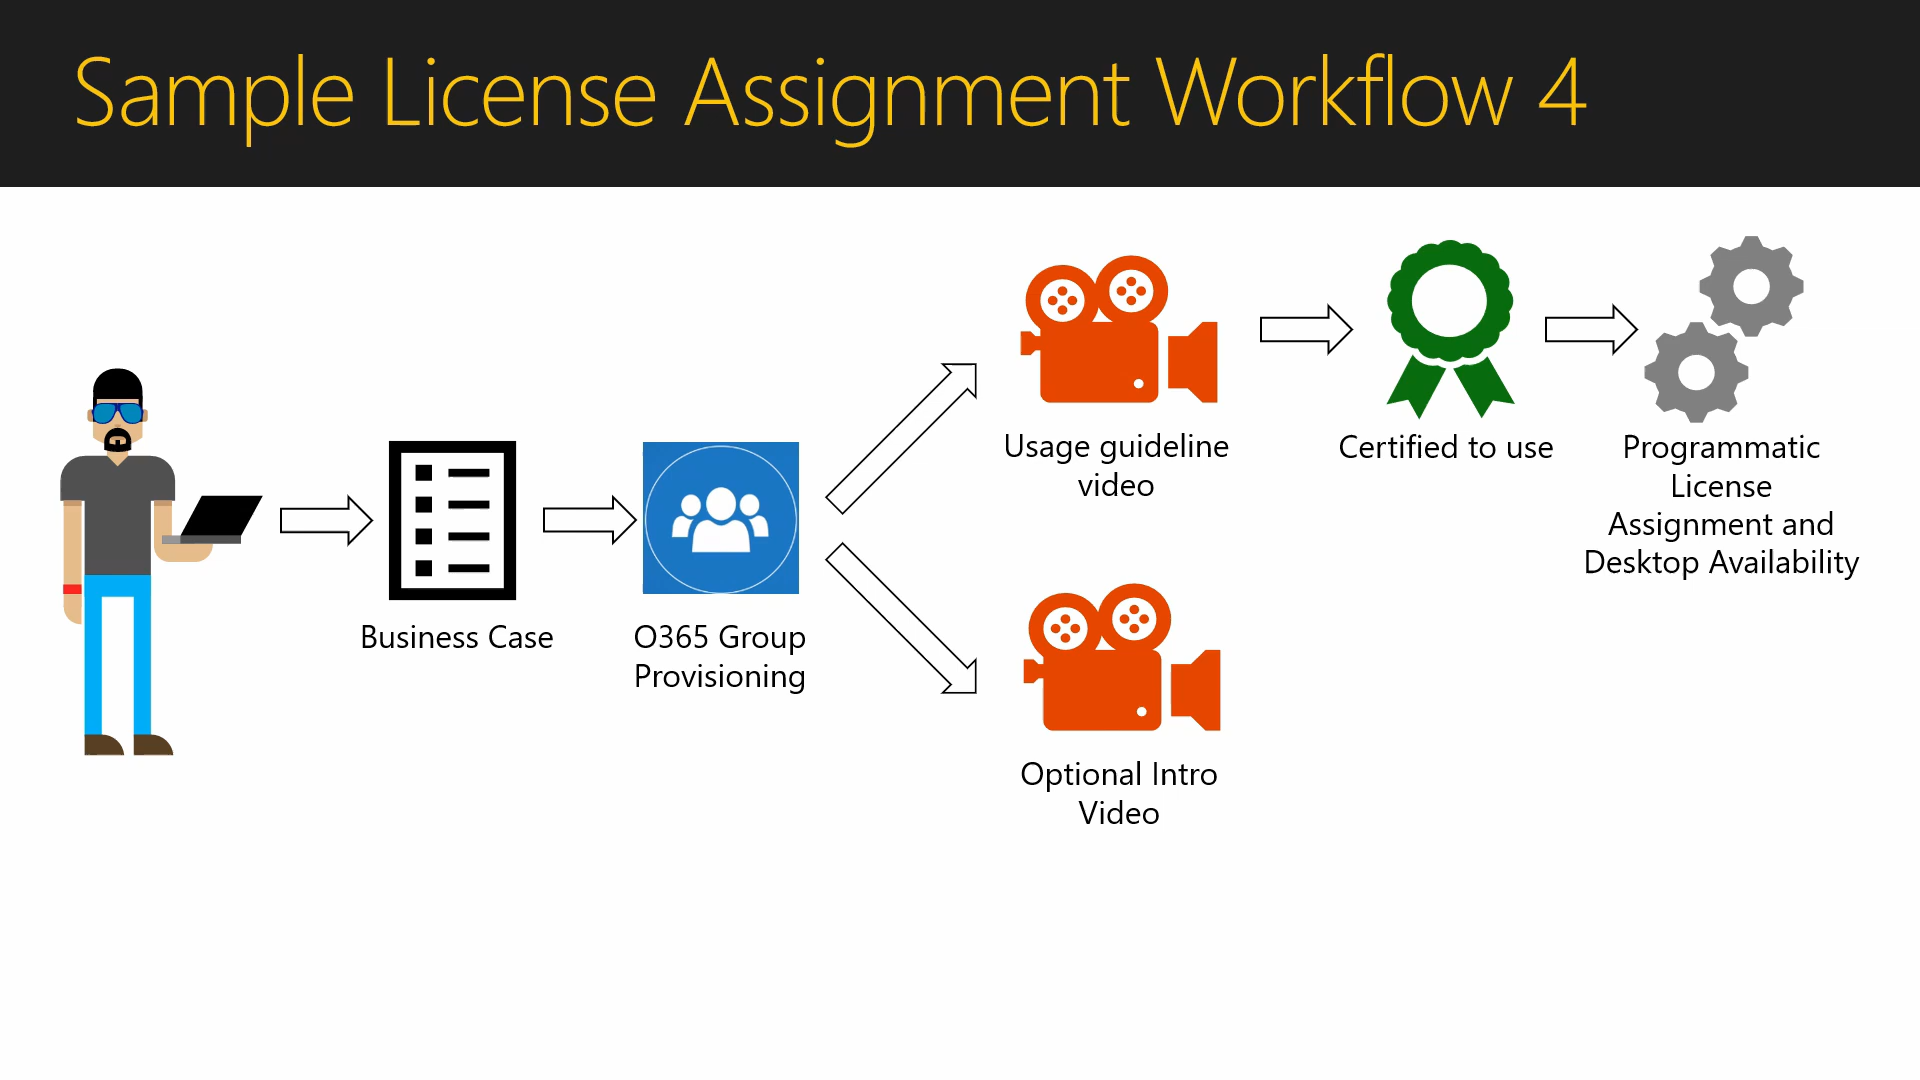 Sample License Assignment Workflow 4
Business Case
O365 Group
Provisioning
Usage guideline
video
Optional Intro
Video
Certified to use
Programmatic
License
Assignment and
Desktop Availability